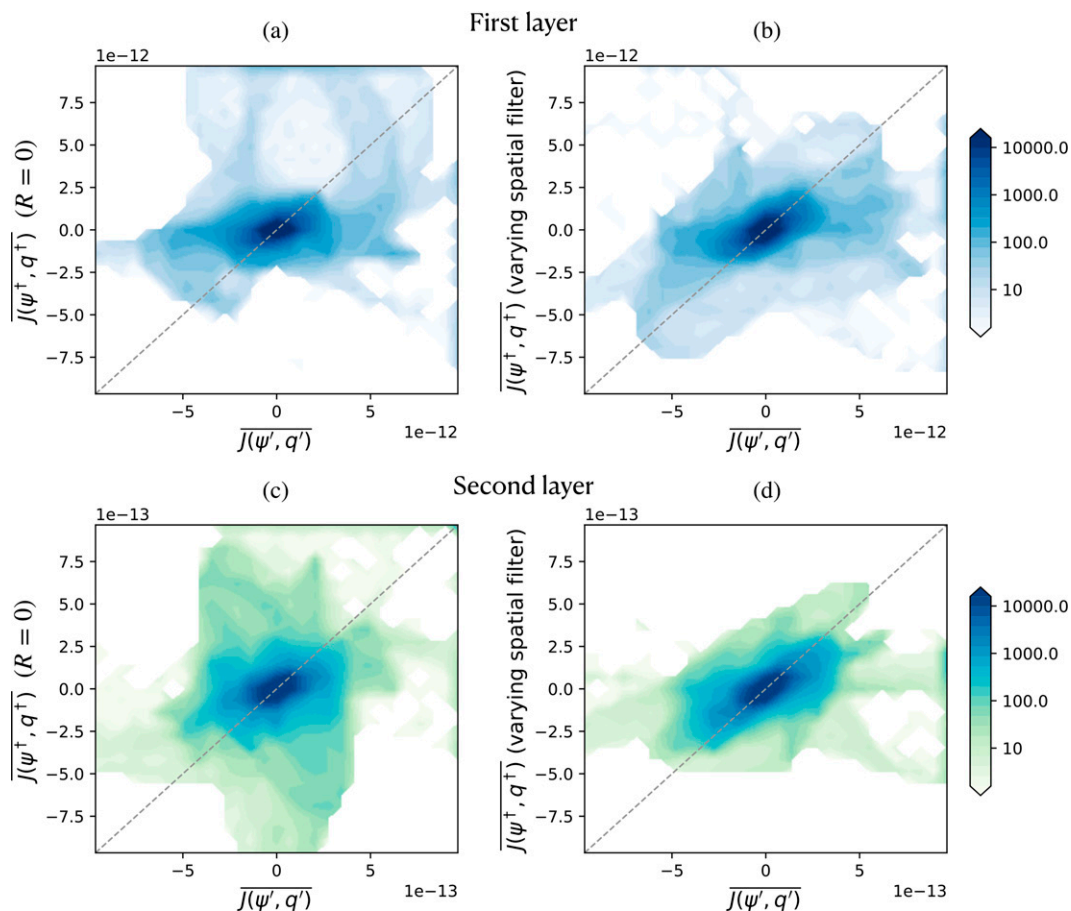 First layer
(a)
(b)
1e−12
7.5
5.0
2.5
0.0
−2.5
−5.0
−7.5
J(ψ†, q†) (R = 0)
−5
0
5
1e−12
J(ψ′, q′)
7.5
5.0
2.5
0.0
−2.5
−5.0
−7.5
J(ψ†, q†) (varying spatial filter)
−5
0
5
1e−12
J(ψ′, q′)
10000.0
1000.0
100.0
10
Second layer
(c)
(d)
1e−13
7.5
5.0
2.5
0.0
−2.5
−5.0
−7.5
J(ψ†, q†) (R = 0)
−5
0
5
1e−13
J(ψ′, q′)
1e−13
7.5
5.0
2.5
0.0
−2.5
−5.0
−7.5
J(ψ†, q†) (varying spatial filter)
−5
0
5
1e−13
J(ψ′, q′)
10000.0
1000.0
100.0
10